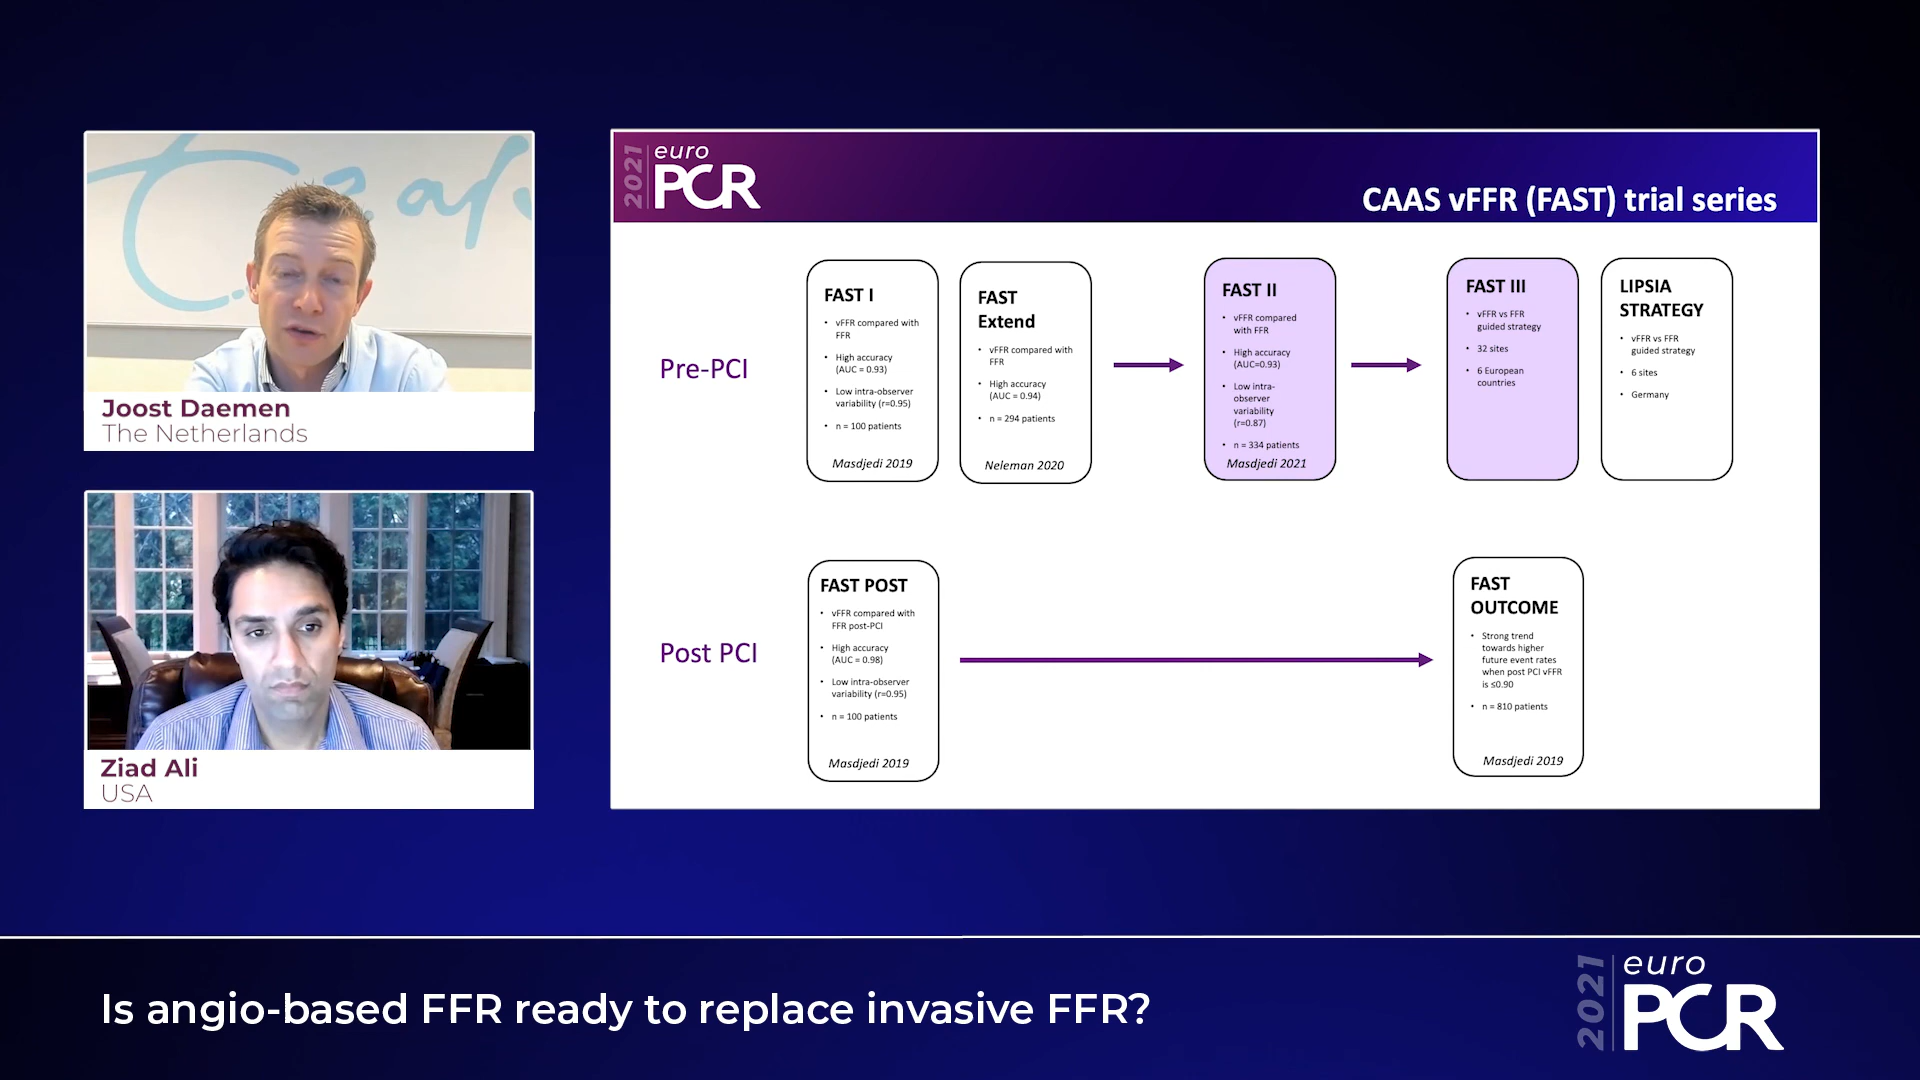 Joost Daemen
The Netherlands
Ziad Ali
USA
2021
euro
PCR
CAAS vFFR (FAST) trial series
Pre-PCI
FAST I
• vFFR compared with
FFR
• High accuracy
(AUC = 0.93)
• Low intra-observer
variability (r=0.95)
• n = 100 patients
Masdjedi 2019
FAST
Extend
• vFFR compared with
FFR
• High accuracy
(AUC = 0.94)
• n = 294 patients
Neleman 2020
FAST II
• vFFR compared
with FFR
• High accuracy
(AUC=0.93)
• Low intra-
observer
variability
(r=0.87)
• n = 334 patients
Masdjedi 2021
FAST III
• vFFR vs FFR
guided strategy
• 32 sites
• 6 European
countries
LIPSIA
STRATEGY
• vFFR vs FFR
guided strategy
• 6 sites
• Germany
Post PCI
FAST POST
• vFFR compared with
FFR post-PCI
• High accuracy
(AUC = 0.98)
• Low intra-observer
variability (r=0.95)
• n = 100 patients
Masdjedi 2019
FAST
OUTCOME
• Strong trend
towards higher
future event rates
when post PCI vFFR
is ≤0.90
• n = 810 patients
Masdjedi 2019
Is angio-based FFR ready to replace invasive FFR?
2021
euro
PCR